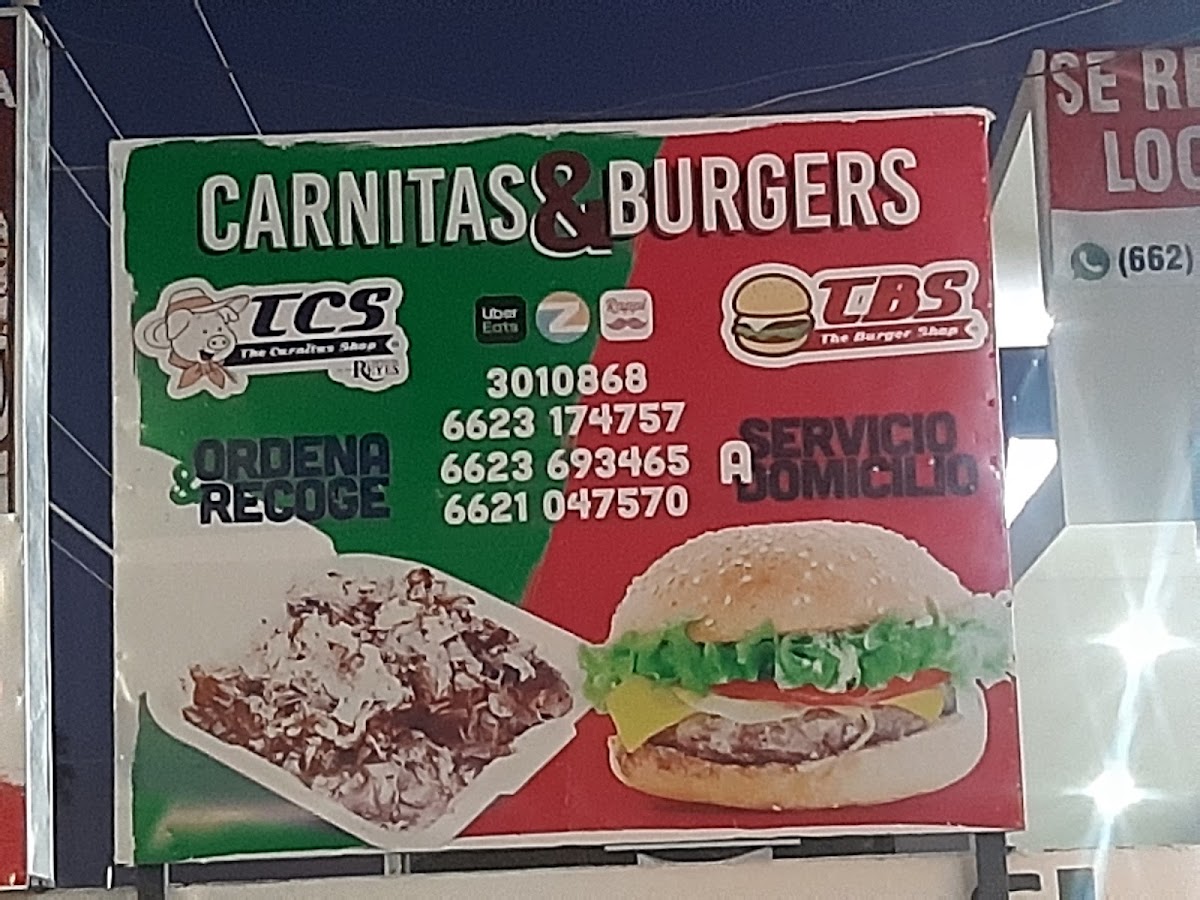 CARNITAS & BURGERS
TCS
The Carnitas Shop
REYES
Uber
Eats
Z
Rappi
TBS
The Burger Shop
3010868
6623 174757
6623 693465
6621 047570
ORDENA
& RECOGE
SERVICIO
A DOMICILIO
SE RE
LOC
(662)
A